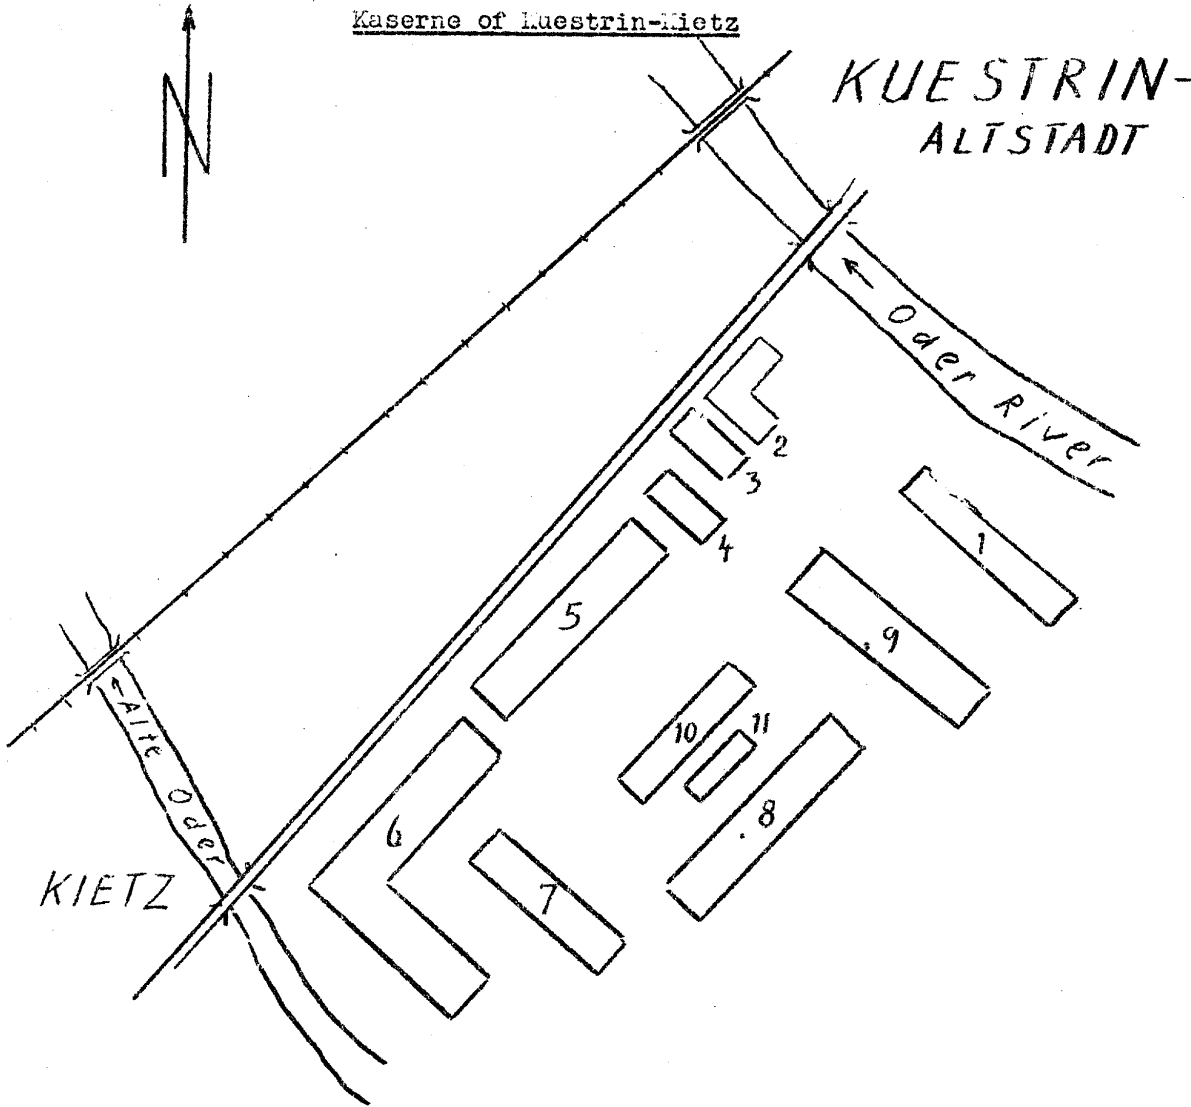 Kaserne of Kuestrin-Kietz
N
KUESTRIN-
ALTSTADT
Oder River
2
3
4
1
5
9
10
11
8
6
7
Alte Oder
KIETZ